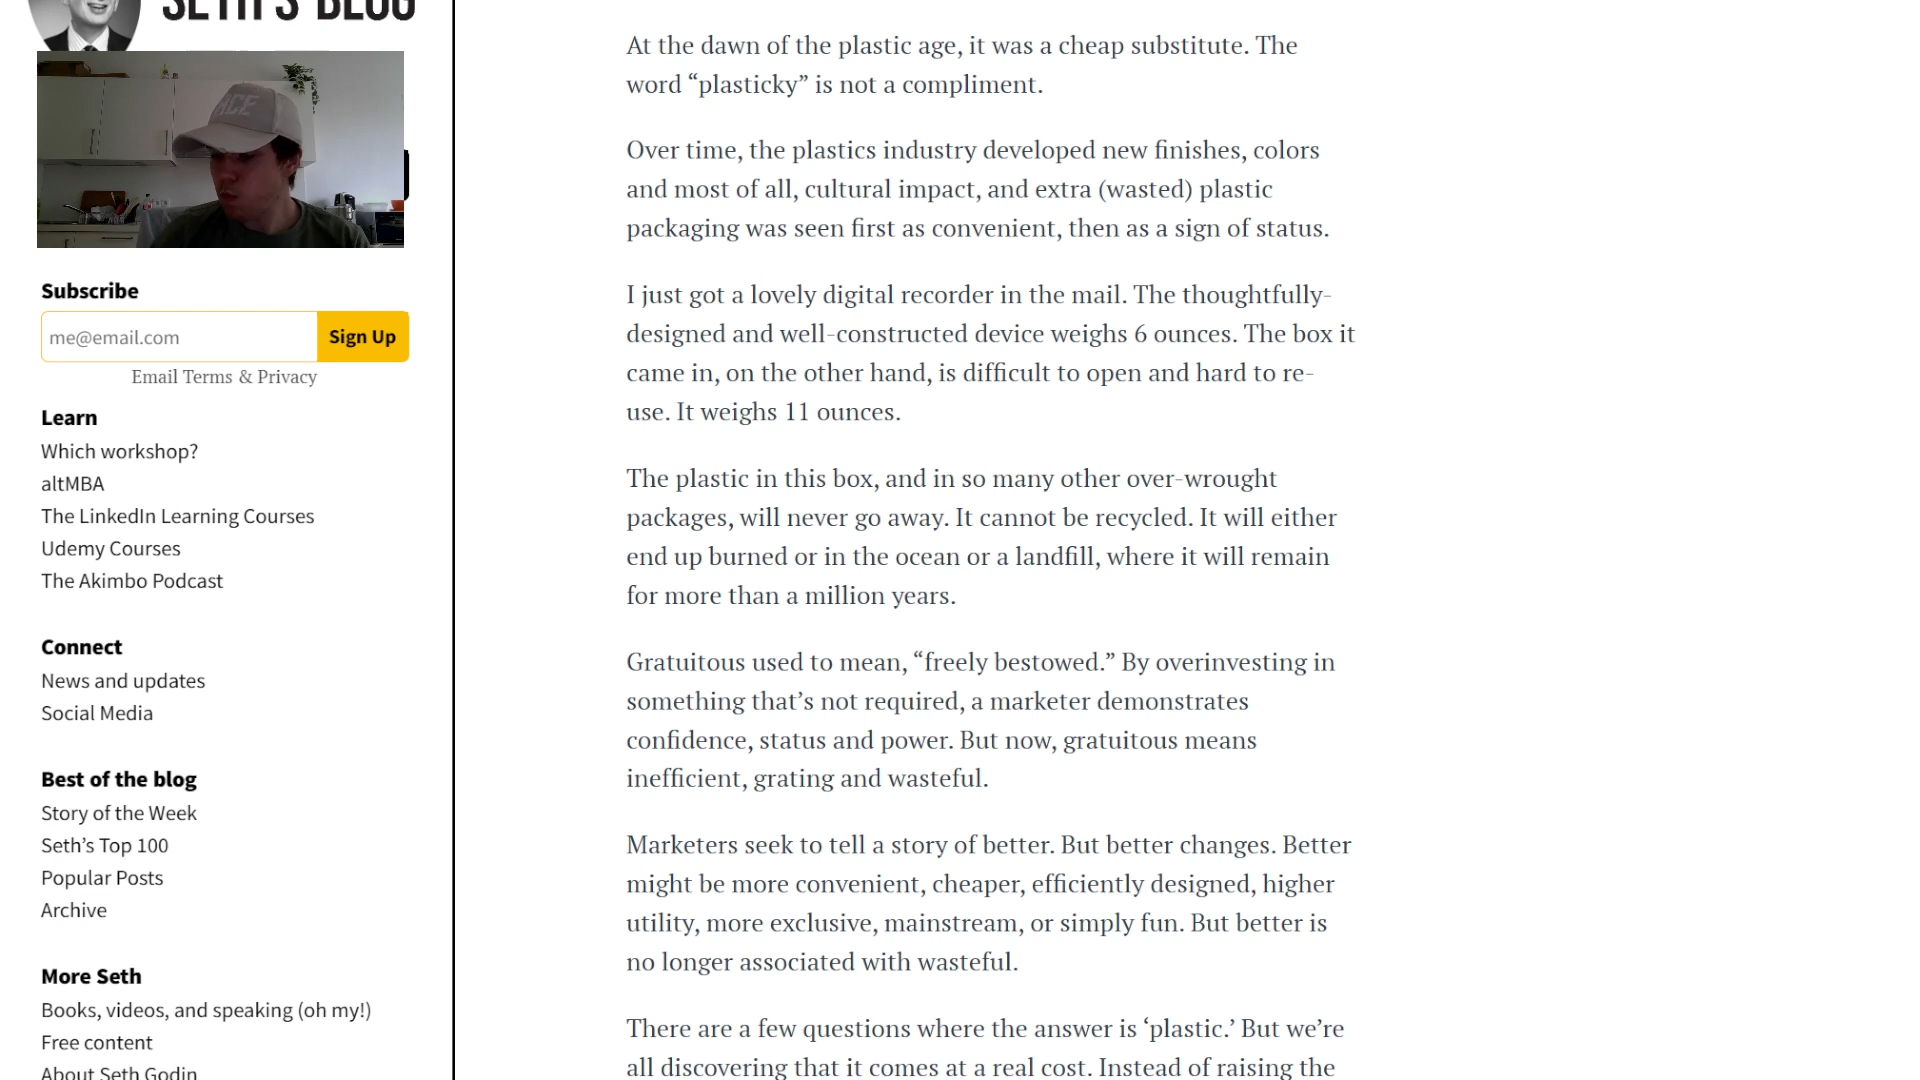 SETH'S BLOG
ACE
Subscribe
me@email.com
Sign Up
Email Terms & Privacy
Learn
Which workshop?
altMBA
The LinkedIn Learning Courses
Udemy Courses
The Akimbo Podcast
Connect
News and updates
Social Media
Best of the blog
Story of the Week
Seth’s Top 100
Popular Posts
Archive
More Seth
Books, videos, and speaking (oh my!)
Free content
About Seth Godin
At the dawn of the plastic age, it was a cheap substitute. The
word “plasticky” is not a compliment.
Over time, the plastics industry developed new finishes, colors
and most of all, cultural impact, and extra (wasted) plastic
packaging was seen first as convenient, then as a sign of status.
I just got a lovely digital recorder in the mail. The thoughtfully-
designed and well-constructed device weighs 6 ounces. The box it
came in, on the other hand, is difficult to open and hard to re-
use. It weighs 11 ounces.
The plastic in this box, and in so many other over-wrought
packages, will never go away. It cannot be recycled. It will either
end up burned or in the ocean or a landfill, where it will remain
for more than a million years.
Gratuitous used to mean, “freely bestowed.” By overinvesting in
something that’s not required, a marketer demonstrates
confidence, status and power. But now, gratuitous means
inefficient, grating and wasteful.
Marketers seek to tell a story of better. But better changes. Better
might be more convenient, cheaper, efficiently designed, higher
utility, more exclusive, mainstream, or simply fun. But better is
no longer associated with wasteful.
There are a few questions where the answer is ‘plastic.’ But we’re
all discovering that it comes at a real cost. Instead of raising the